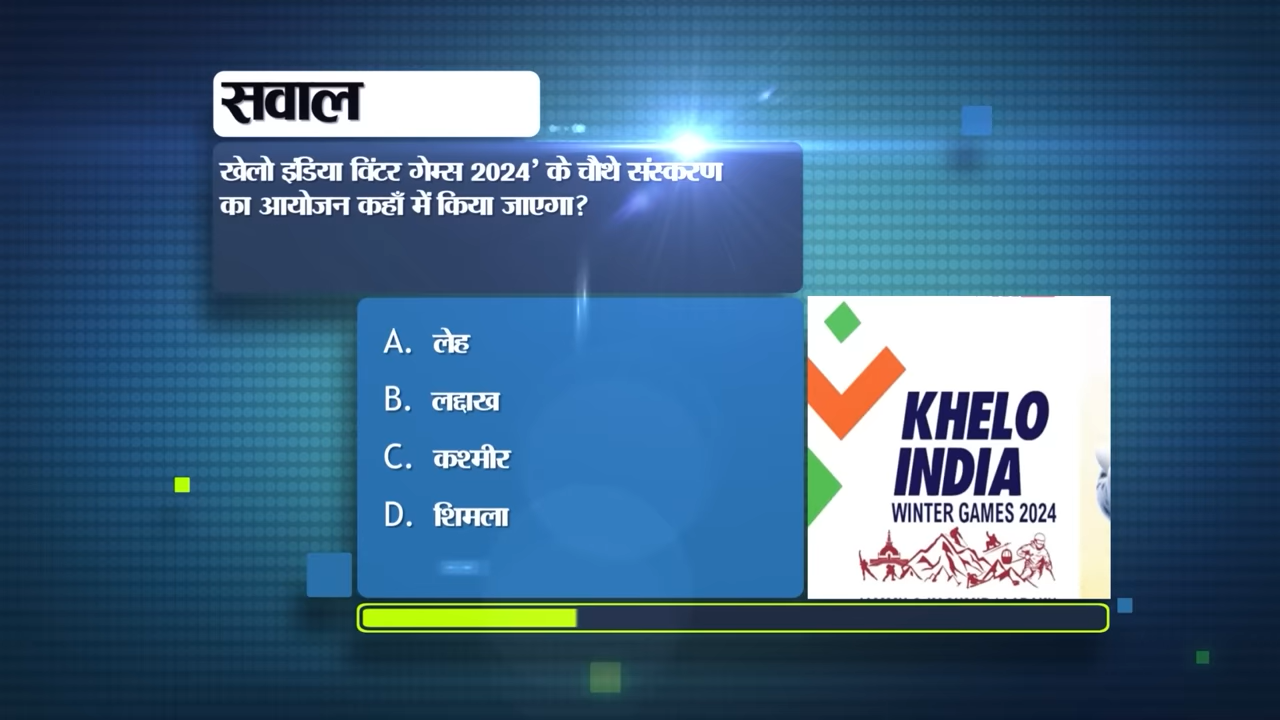 सवाल
खेलो इंडिया विंटर गेम्स 2024’ के चौथे संस्करण
का आयोजन कहाँ में किया जाएगा?
A. लेह
B. लद्दाख
C. कश्मीर
D. शिमला
KHELO
INDIA
WINTER GAMES 2024